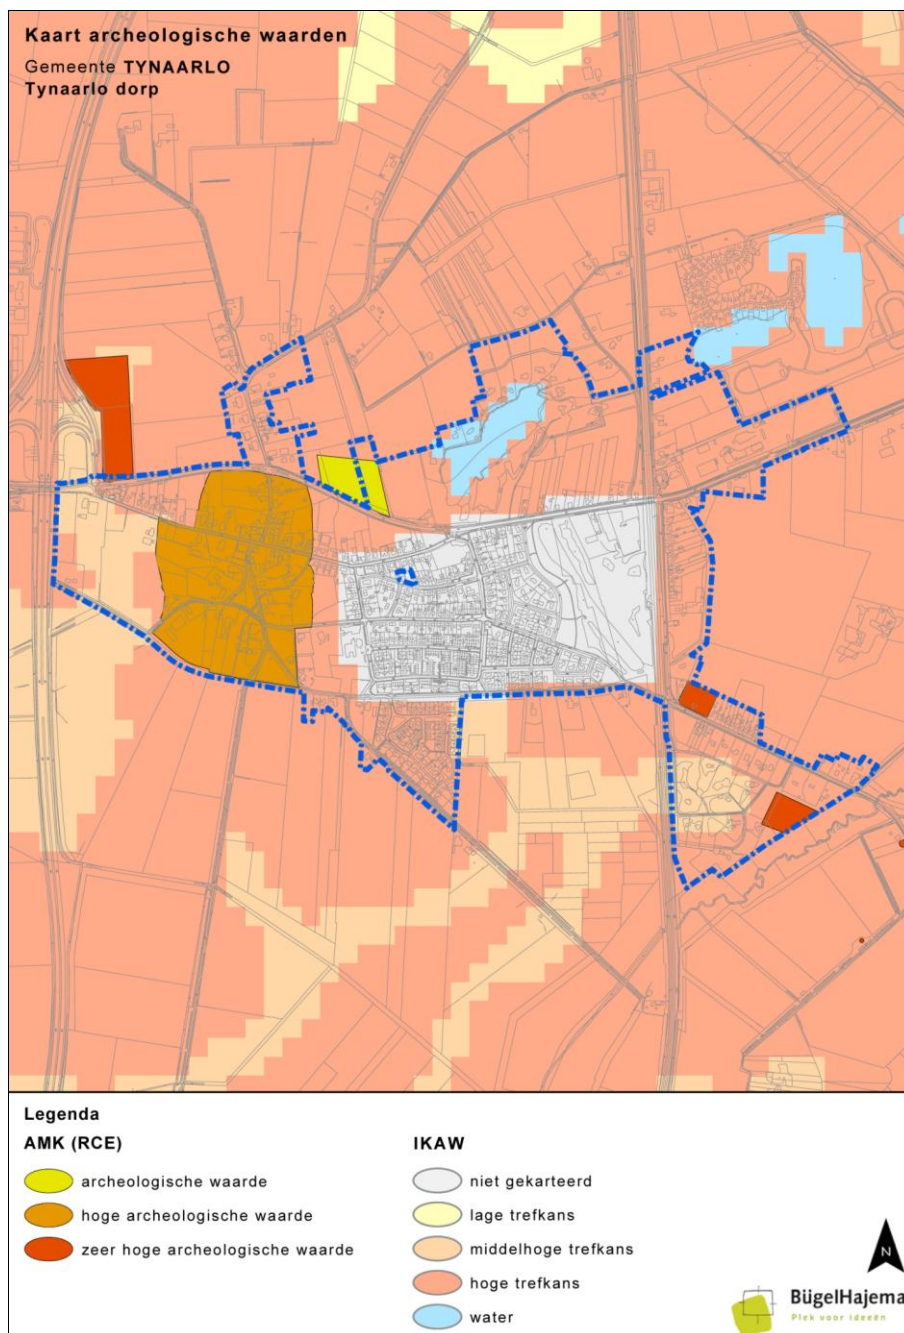 Kaart archeologische waarden
Gemeente TYNAARLO
Tynaarlo dorp
Legenda
AMK (RCE)
archeologische waarde
hoge archeologische waarde
zeer hoge archeologische waarde
IKAW
niet gekarteerd
lage trefkans
middelhoge trefkans
hoge trefkans
water
N
BügelHajema
Plek voor ideeën